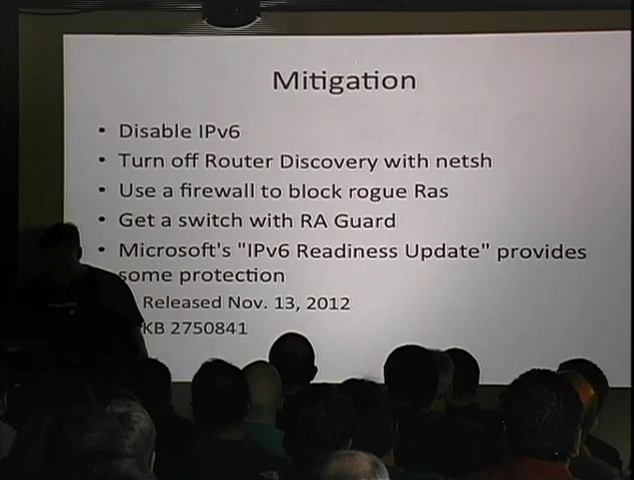 Mitigation
• Disable IPv6
• Turn off Router Discovery with netsh
• Use a firewall to block rogue Ras
• Get a switch with RA Guard
• Microsoft's "IPv6 Readiness Update" provides
some protection
Released Nov. 13, 2012
KB 2750841